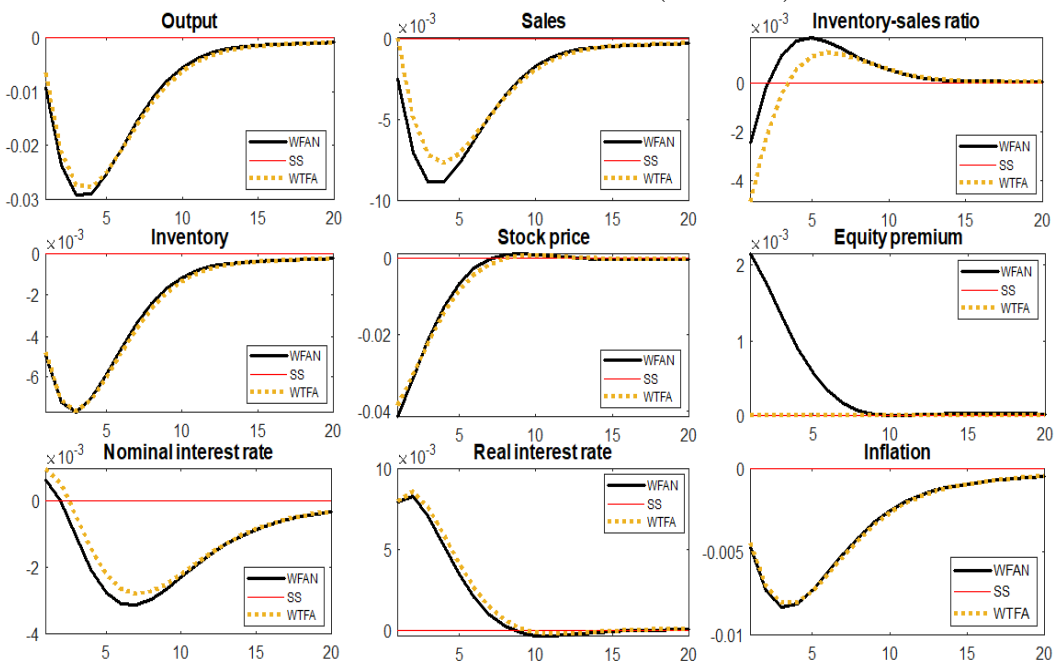 Output
0
-0.01
-0.02
-0.03
5 10 15 20
WFAN
SS
WTFA
×10⁻³
Sales
0
-5
-10
5 10 15 20
WFAN
SS
WTFA
×10⁻³
Inventory-sales ratio
0
-2
-4
5 10 15 20
WFAN
SS
WTFA
×10⁻³
Inventory
0
-2
-4
-6
5 10 15 20
WFAN
SS
WTFA
Stock price
0
-0.02
-0.04
5 10 15 20
WFAN
SS
WTFA
×10⁻³
Equity premium
2
1
0
5 10 15 20
WFAN
SS
WTFA
×10⁻³
Nominal interest rate
0
-2
-4
5 10 15 20
WFAN
SS
WTFA
×10⁻³
Real interest rate
10
5
0
5 10 15 20
WFAN
SS
WTFA
Inflation
0
-0.005
-0.01
5 10 15 20
WFAN
SS
WTFA